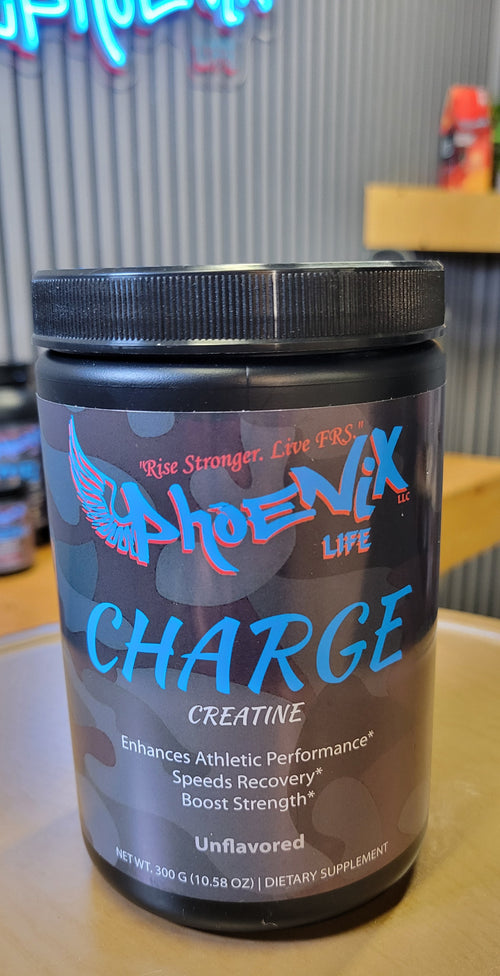 PHOENIX
"Rise Stronger. Live FRS."
PHOENIX
LLC
LIFE
CHARGE
CREATINE
Enhances Athletic Performance*
Speeds Recovery*
Boost Strength*
Unflavored
NET WT. 300 G (10.58 OZ) | DIETARY SUPPLEMENT